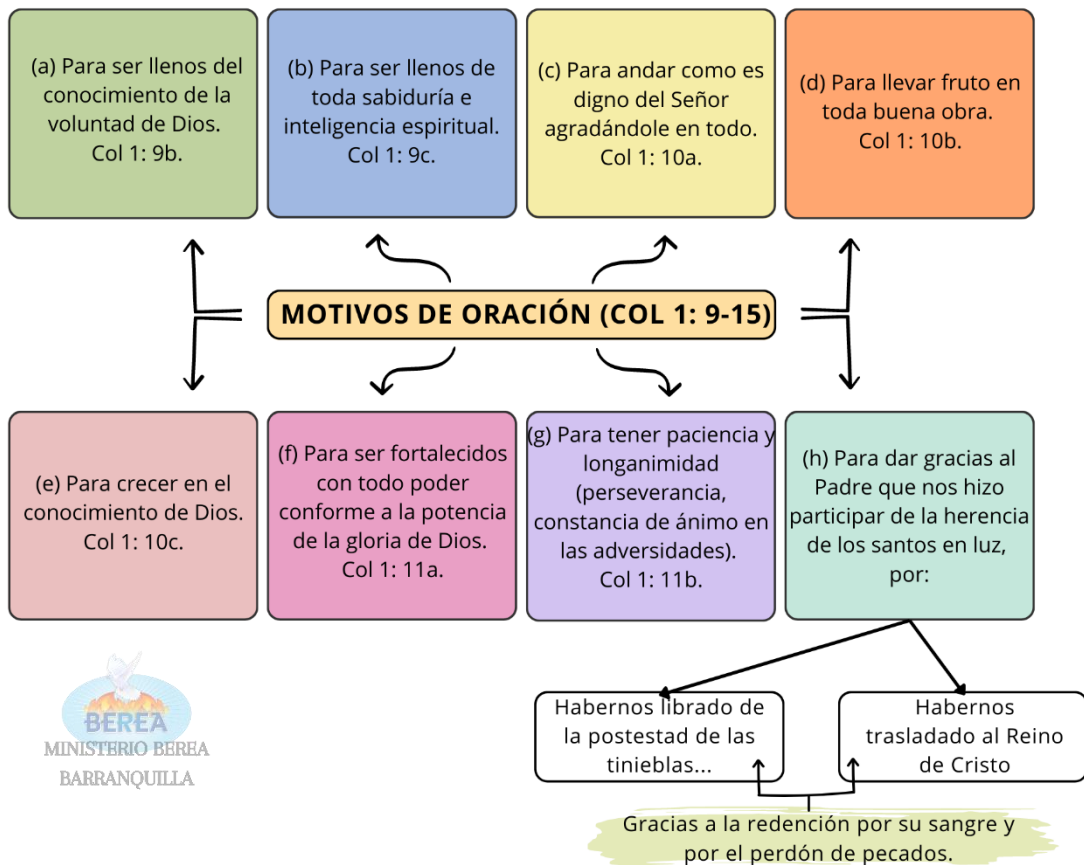 (a) Para ser llenos del
conocimiento de la
voluntad de Dios.
Col 1: 9b.
(b) Para ser llenos de
toda sabiduría e
inteligencia espiritual.
Col 1: 9c.
(c) Para andar como es
digno del Señor
agradándole en todo.
Col 1: 10a.
(d) Para llevar fruto en
toda buena obra.
Col 1: 10b.
MOTIVOS DE ORACIÓN (COL 1: 9-15)
(e) Para crecer en el
conocimiento de Dios.
Col 1: 10c.
(f) Para ser fortalecidos
con todo poder
conforme a la potencia
de la gloria de Dios.
Col 1: 11a.
(g) Para tener paciencia y
longanimidad
(perseverancia,
constancia de ánimo en
las adversidades).
Col 1: 11b.
(h) Para dar gracias al
Padre que nos hizo
participar de la herencia
de los santos en luz,
por:
BEREA
MINISTERIO BEREA
BARRANQUILLA
Habernos librado de
la postestad de las
tinieblas...
Habernos
trasladado al Reino
de Cristo
Gracias a la redención por su sangre y
por el perdón de pecados.